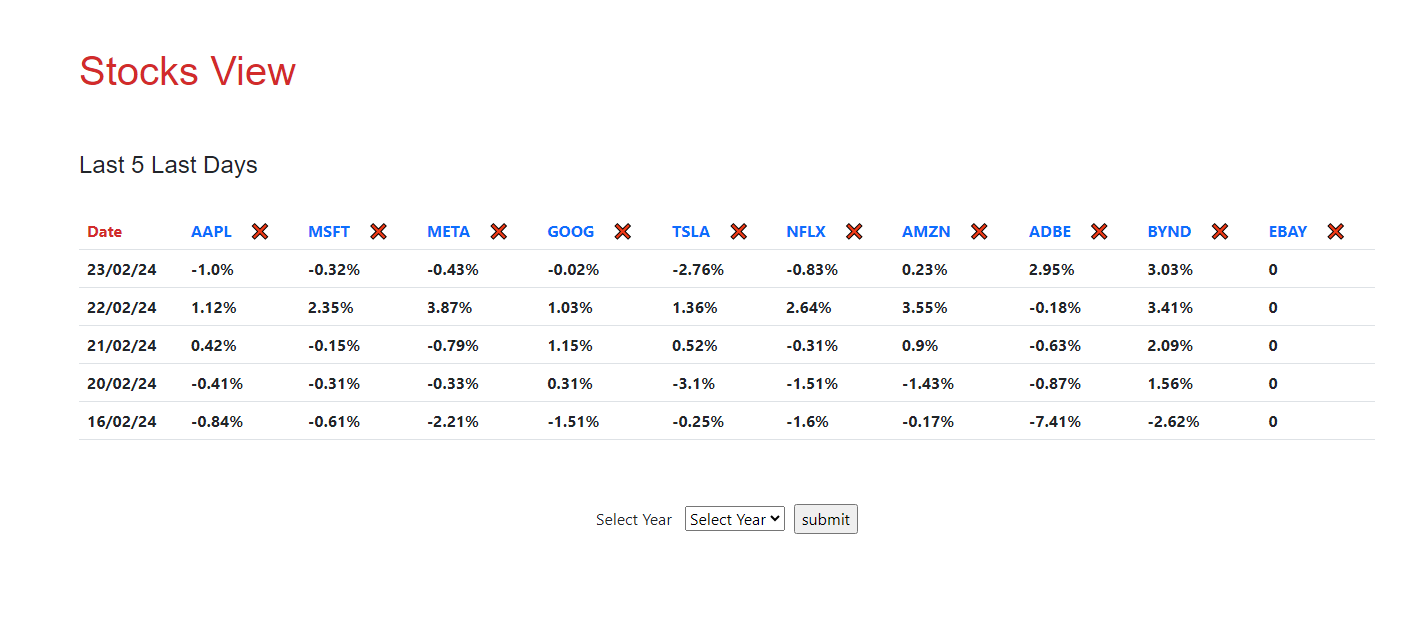 Stocks View
Last 5 Last Days
Date AAPL MSFT META GOOG TSLA NFLX AMZN ADBE BYND EBAY
23/02/24 -1.0% -0.32% -0.43% -0.02% -2.76% -0.83% 0.23% 2.95% 3.03% 0
22/02/24 1.12% 2.35% 3.87% 1.03% 1.36% 2.64% 3.55% -0.18% 3.41% 0
21/02/24 0.42% -0.15% -0.79% 1.15% 0.52% -0.31% 0.9% -0.63% 2.09% 0
20/02/24 -0.41% -0.31% -0.33% 0.31% -3.1% -1.51% -1.43% -0.87% 1.56% 0
16/02/24 -0.84% -0.61% -2.21% -1.51% -0.25% -1.6% -0.17% -7.41% -2.62% 0
Select Year Select Year submit